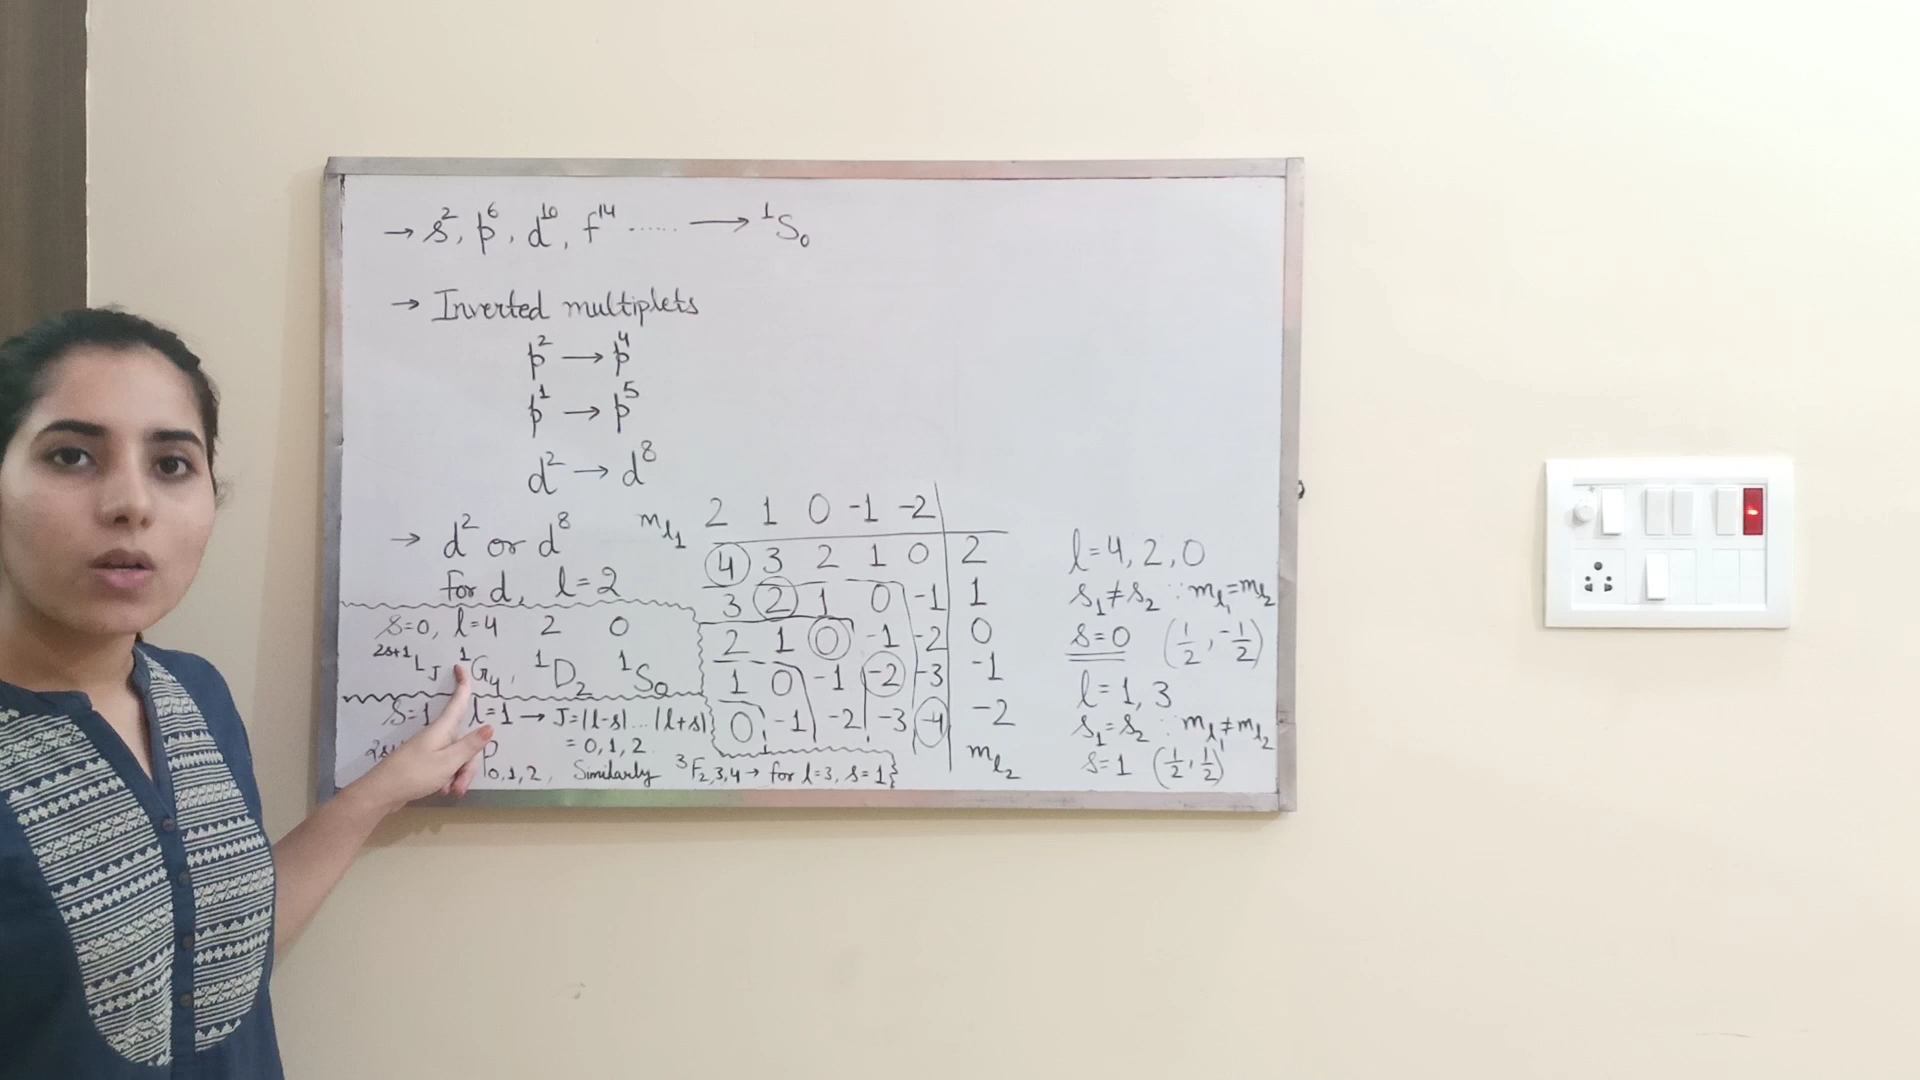 → s², p⁶, d¹⁰, f¹⁴ ...... ⟶ ¹S₀
→ Inverted multiplets
p² → p⁴
p¹ → p⁵
d² → d⁸
→ d² or d⁸
for d, l=2
s=0, l=4 2 0
²ˢ⁺¹L_J ¹G₄, ¹D₂ ¹S₀
s=1 l=1 → J=|l-s| ... |l+s|
= 0, 1, 2
P₀,₁,₂, Similarly ³F₂,₃,₄ → for l=3, s=1}
m_l₁ 2 1 0 -1 -2
4 3 2 1 0 2
3 2 1 0 -1 1
2 1 0 -1 -2 0
1 0 -1 -2 -3 -1
0 -1 -2 -3 -4 -2
m_l₂
l=4, 2, 0
s₁≠s₂ ∵ m_l₁=m_l₂
s=0 (1/2, -1/2)
l=1, 3
s₁=s₂ ∵ m_l₁≠m_l₂
s=1 (1/2, 1/2)